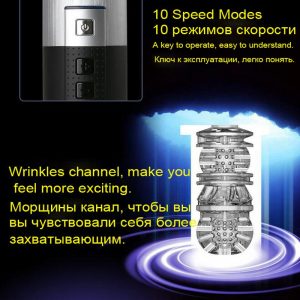 10 Speed Modes
10 режимов скорости
A key to operate, easy to understand.
Ключ к эксплуатации, легко понять.
Wrinkles channel, make you
feel more exciting.
Морщины канал, чтобы вы
вы чувствовали себя более
захватывающим.